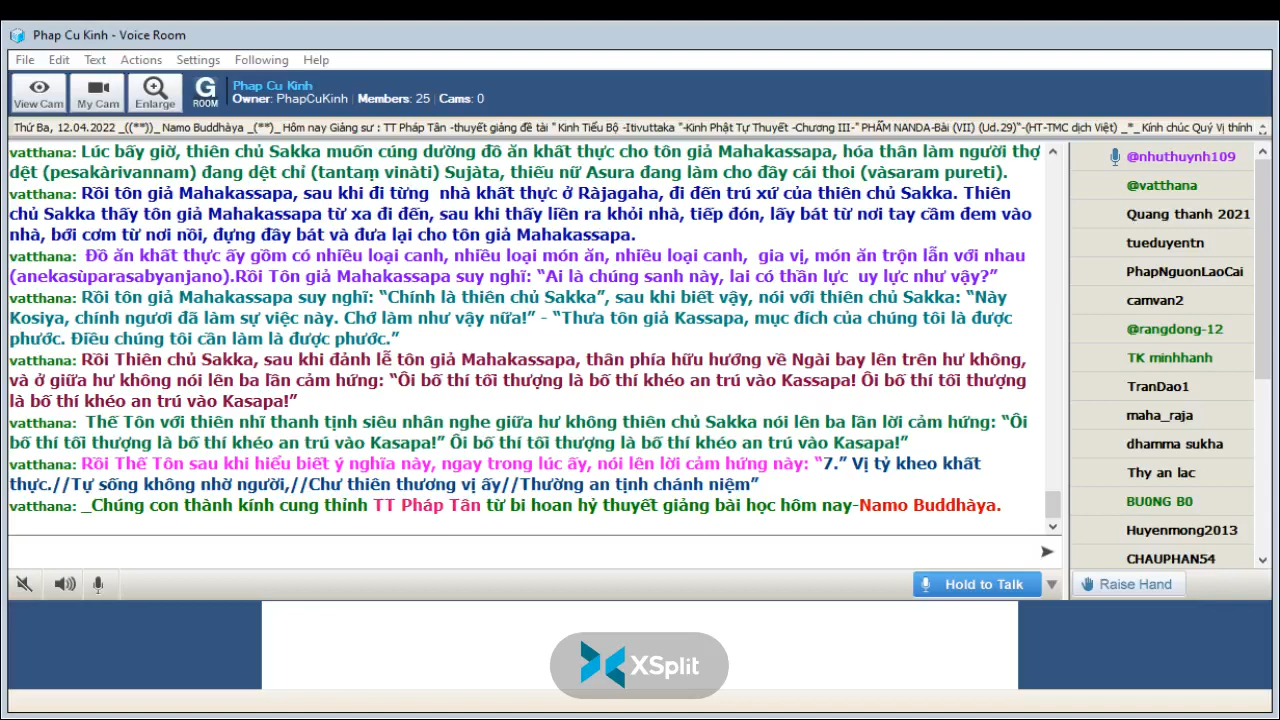 Phap Cu Kinh - Voice Room
File Edit Text Actions Settings Following Help
View Cam My Cam Enlarge G ROOM
Phap Cu Kinh
Owner: PhapCuKinh | Members: 25 | Cams: 0
Thứ Ba, 12.04.2022 _((**))_ Namo Buddhàya _(**)_ Hôm nay Giảng sư : TT Pháp Tân -thuyết giảng đề tài " Kinh Tiểu Bộ -Itivuttaka "-Kinh Phật Tự Thuyết -Chương III-" PHẨM NANDA-Bài (VII) (Ud.29)"-(HT-TMC dịch Việt) _*_ Kính chúc Quý Vị thính
vatthana: Lúc bấy giờ, thiên chủ Sakka muốn cúng dường đồ ăn khất thực cho tôn giả Mahakassapa, hóa thân làm người thợ
dệt (pesakàrivannam) đang dệt chỉ (tantaṃ vinàti) Sujàta, thiếu nữ Asura đang làm cho đầy cái thoi (vàsaram pureti).
vatthana: Rồi tôn giả Mahakassapa, sau khi đi từng nhà khất thực ở Ràjagaha, đi đến trú xứ của thiên chủ Sakka. Thiên
chủ Sakka thấy tôn giả Mahakassapa từ xa đi đến, sau khi thấy liền ra khỏi nhà, tiếp đón, lấy bát từ nơi tay cầm đem vào
nhà, bới cơm từ nơi nồi, đựng đầy bát và đưa lại cho tôn giả Mahakassapa.
vatthana: Đồ ăn khất thực ấy gồm có nhiều loại canh, nhiều loại món ăn, nhiều loại canh, gia vị, món ăn trộn lẫn với nhau
(anekasùparasabyanjano).Rồi Tôn giả Mahakassapa suy nghĩ: “Ai là chúng sanh này, lai có thần lực uy lực như vậy?”
vatthana: Rồi tôn giả Mahakassapa suy nghĩ: “Chính là thiên chủ Sakka”, sau khi biết vậy, nói với thiên chủ Sakka: “Này
Kosiya, chính ngươi đã làm sự việc này. Chớ làm như vậy nữa!” - “Thưa tôn giả Kassapa, mục đích của chúng tôi là được
phước. Điều chúng tôi cần làm là được phước.”
vatthana: Rồi Thiên chủ Sakka, sau khi đảnh lễ tôn giả Mahakassapa, thân phía hữu hướng về Ngài bay lên trên hư không,
và ở giữa hư không nói lên ba lần cảm hứng: “Ôi bố thí tối thượng là bố thí khéo an trú vào Kassapa! Ôi bố thí tối thượng
là bố thí khéo an trú vào Kasapa!”
vatthana: Thế Tôn với thiên nhĩ thanh tịnh siêu nhân nghe giữa hư không thiên chủ Sakka nói lên ba lần lời cảm hứng: “Ôi
bố thí tối thượng là bố thí khéo an trú vào Kasapa!” Ôi bố thí tối thượng là bố thí khéo an trú vào Kasapa!”
vatthana: Rồi Thế Tôn sau khi hiểu biết ý nghĩa này, ngay trong lúc ấy, nói lên lời cảm hứng này: “7.” Vị tỷ kheo khất
thực.//Tự sống không nhờ người,//Chư thiên thương vị ấy//Thường an tịnh chánh niệm”
vatthana: _Chúng con thành kính cung thỉnh TT Pháp Tân từ bi hoan hỷ thuyết giảng bài học hôm nay-Namo Buddhàya.
@nhuthuynh109
@vatthana
Quang thanh 2021
tueduyentn
PhapNguonLaoCai
camvan2
@rangdong-12
TK minhhanh
TranDao1
maha_raja
dhamma sukha
Thy an lac
BU0NG B0
Huyenmong2013
CHAUPHAN54
Hold to Talk
Raise Hand
XSplit